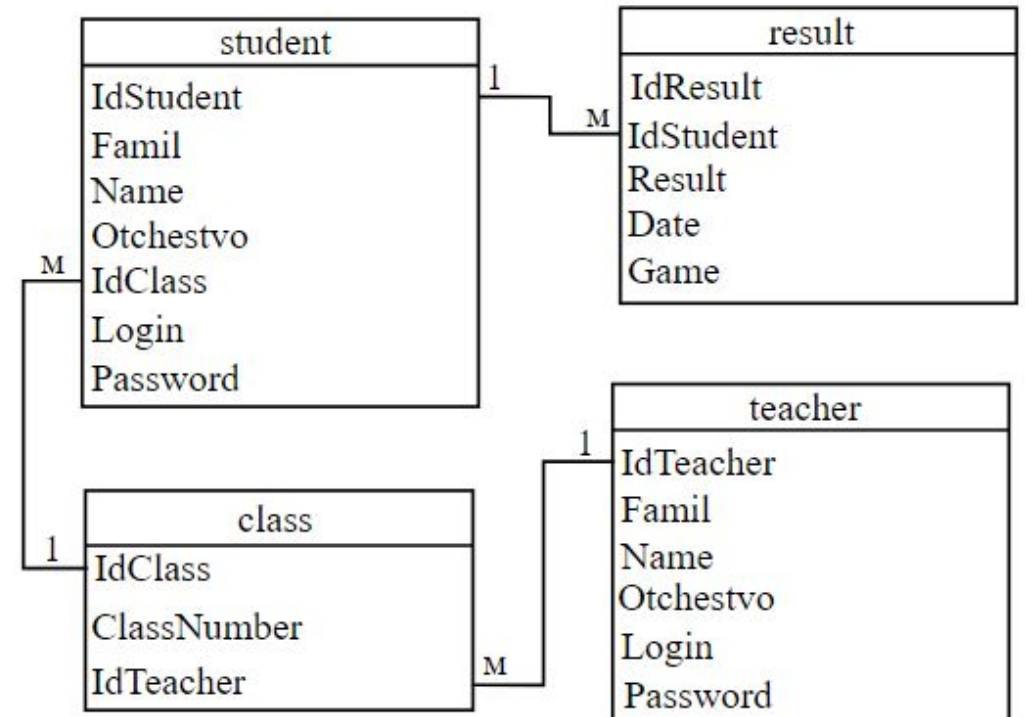 student
IdStudent
Famil
Name
Otchestvo
IdClass
Login
Password
1
M
M
1
result
IdResult
IdStudent
Result
Date
Game
class
IdClass
ClassNumber
IdTeacher
M
1
teacher
IdTeacher
Famil
Name
Otchestvo
Login
Password